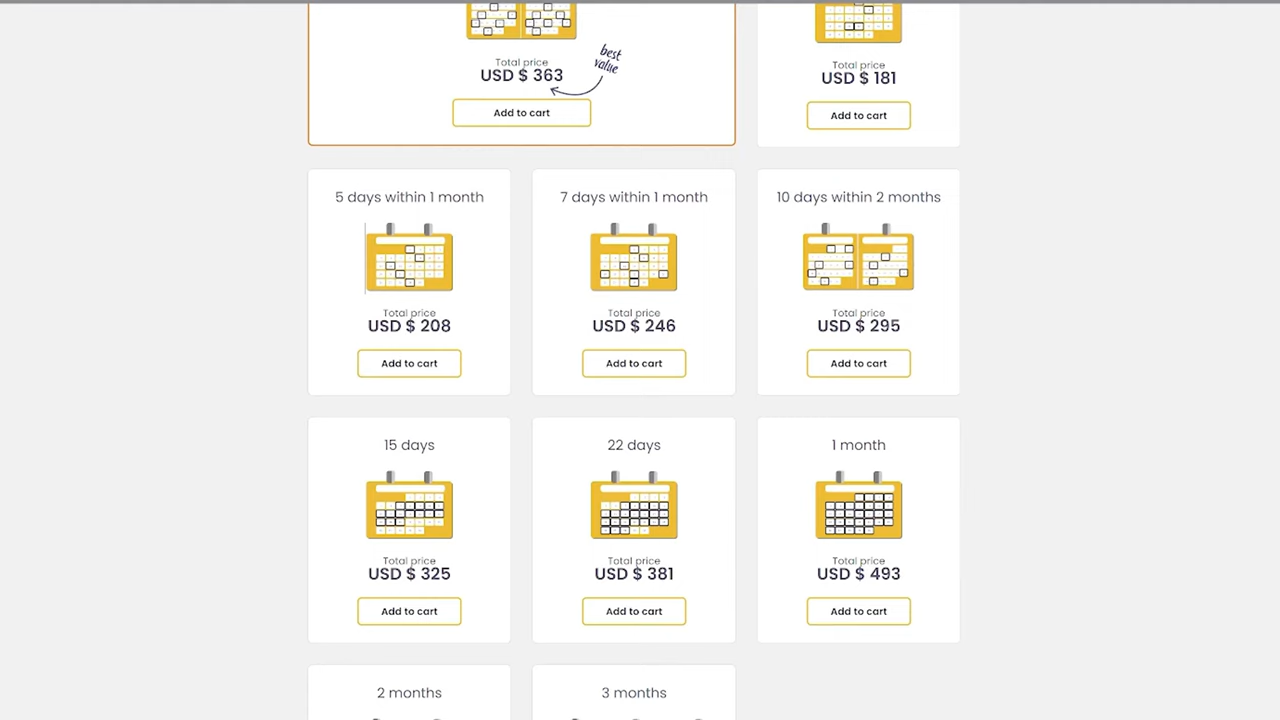 Total price
USD $ 363
best
value
Add to cart
Total price
USD $ 181
Add to cart
5 days within 1 month
Total price
USD $ 208
Add to cart
7 days within 1 month
Total price
USD $ 246
Add to cart
10 days within 2 months
Total price
USD $ 295
Add to cart
15 days
Total price
USD $ 325
Add to cart
22 days
Total price
USD $ 381
Add to cart
1 month
Total price
USD $ 493
Add to cart
2 months
3 months